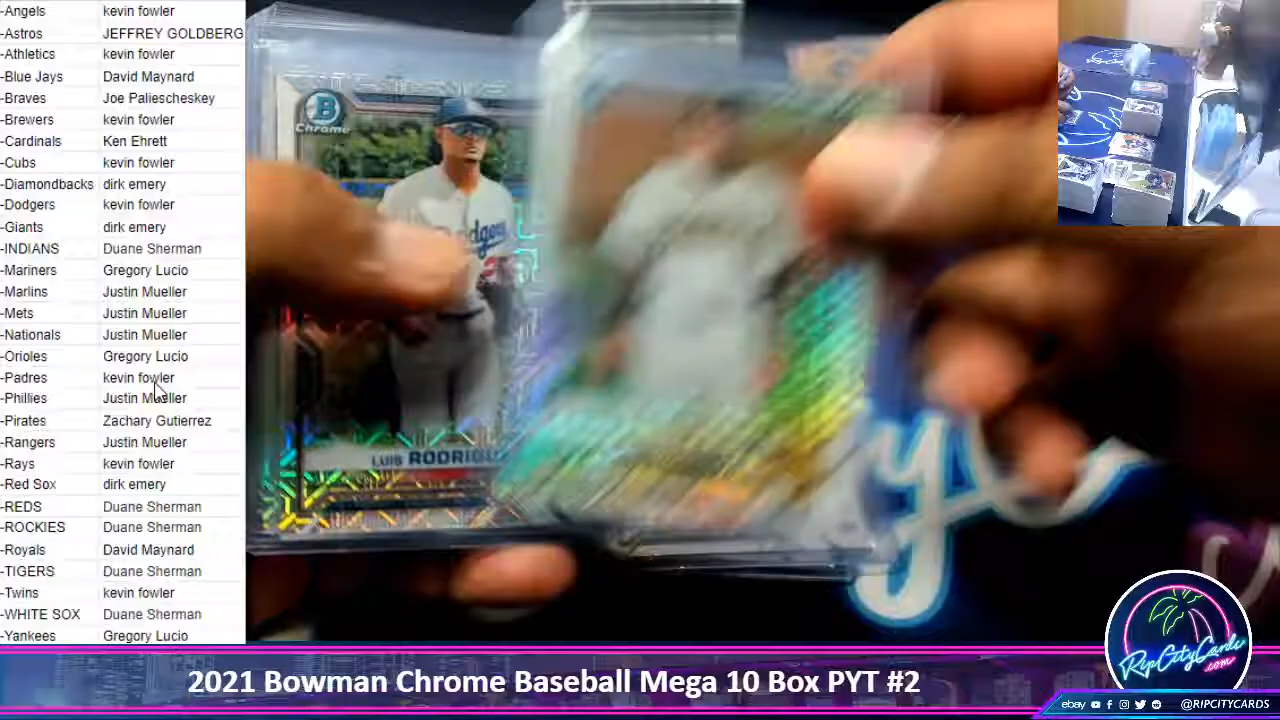 -Angels kevin fowler
-Astros JEFFREY GOLDBERG
-Athletics kevin fowler
-Blue Jays David Maynard
-Braves Joe Paliescheskey
-Brewers kevin fowler
-Cardinals Ken Ehrett
-Cubs kevin fowler
-Diamondbacks dirk emery
-Dodgers kevin fowler
-Giants dirk emery
-INDIANS Duane Sherman
-Mariners Gregory Lucio
-Marlins Justin Mueller
-Mets Justin Mueller
-Nationals Justin Mueller
-Orioles Gregory Lucio
-Padres kevin fowler
-Phillies Justin Mueller
-Pirates Zachary Gutierrez
-Rangers Justin Mueller
-Rays kevin fowler
-Red Sox dirk emery
-REDS Duane Sherman
-ROCKIES Duane Sherman
-Royals David Maynard
-TIGERS Duane Sherman
-Twins kevin fowler
-WHITE SOX Duane Sherman
-Yankees Gregory Lucio
B
Chrome
Dodgers
LUIS RODRIGU
RipCityCards
.com
2021 Bowman Chrome Baseball Mega 10 Box PYT #2
ebay @RIPCITYCARDS